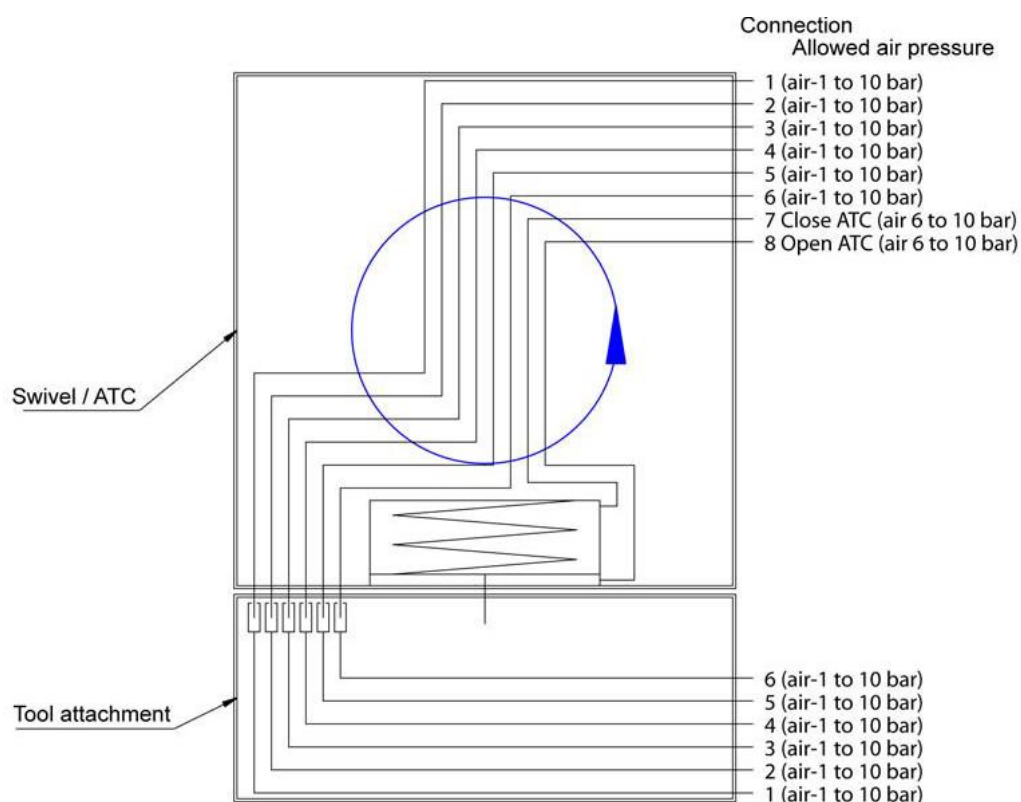 Connection
Allowed air pressure
1 (air-1 to 10 bar)
2 (air-1 to 10 bar)
3 (air-1 to 10 bar)
4 (air-1 to 10 bar)
5 (air-1 to 10 bar)
6 (air-1 to 10 bar)
7 Close ATC (air 6 to 10 bar)
8 Open ATC (air 6 to 10 bar)
Swivel / ATC
Tool attachment
6 (air-1 to 10 bar)
5 (air-1 to 10 bar)
4 (air-1 to 10 bar)
3 (air-1 to 10 bar)
2 (air-1 to 10 bar)
1 (air-1 to 10 bar)